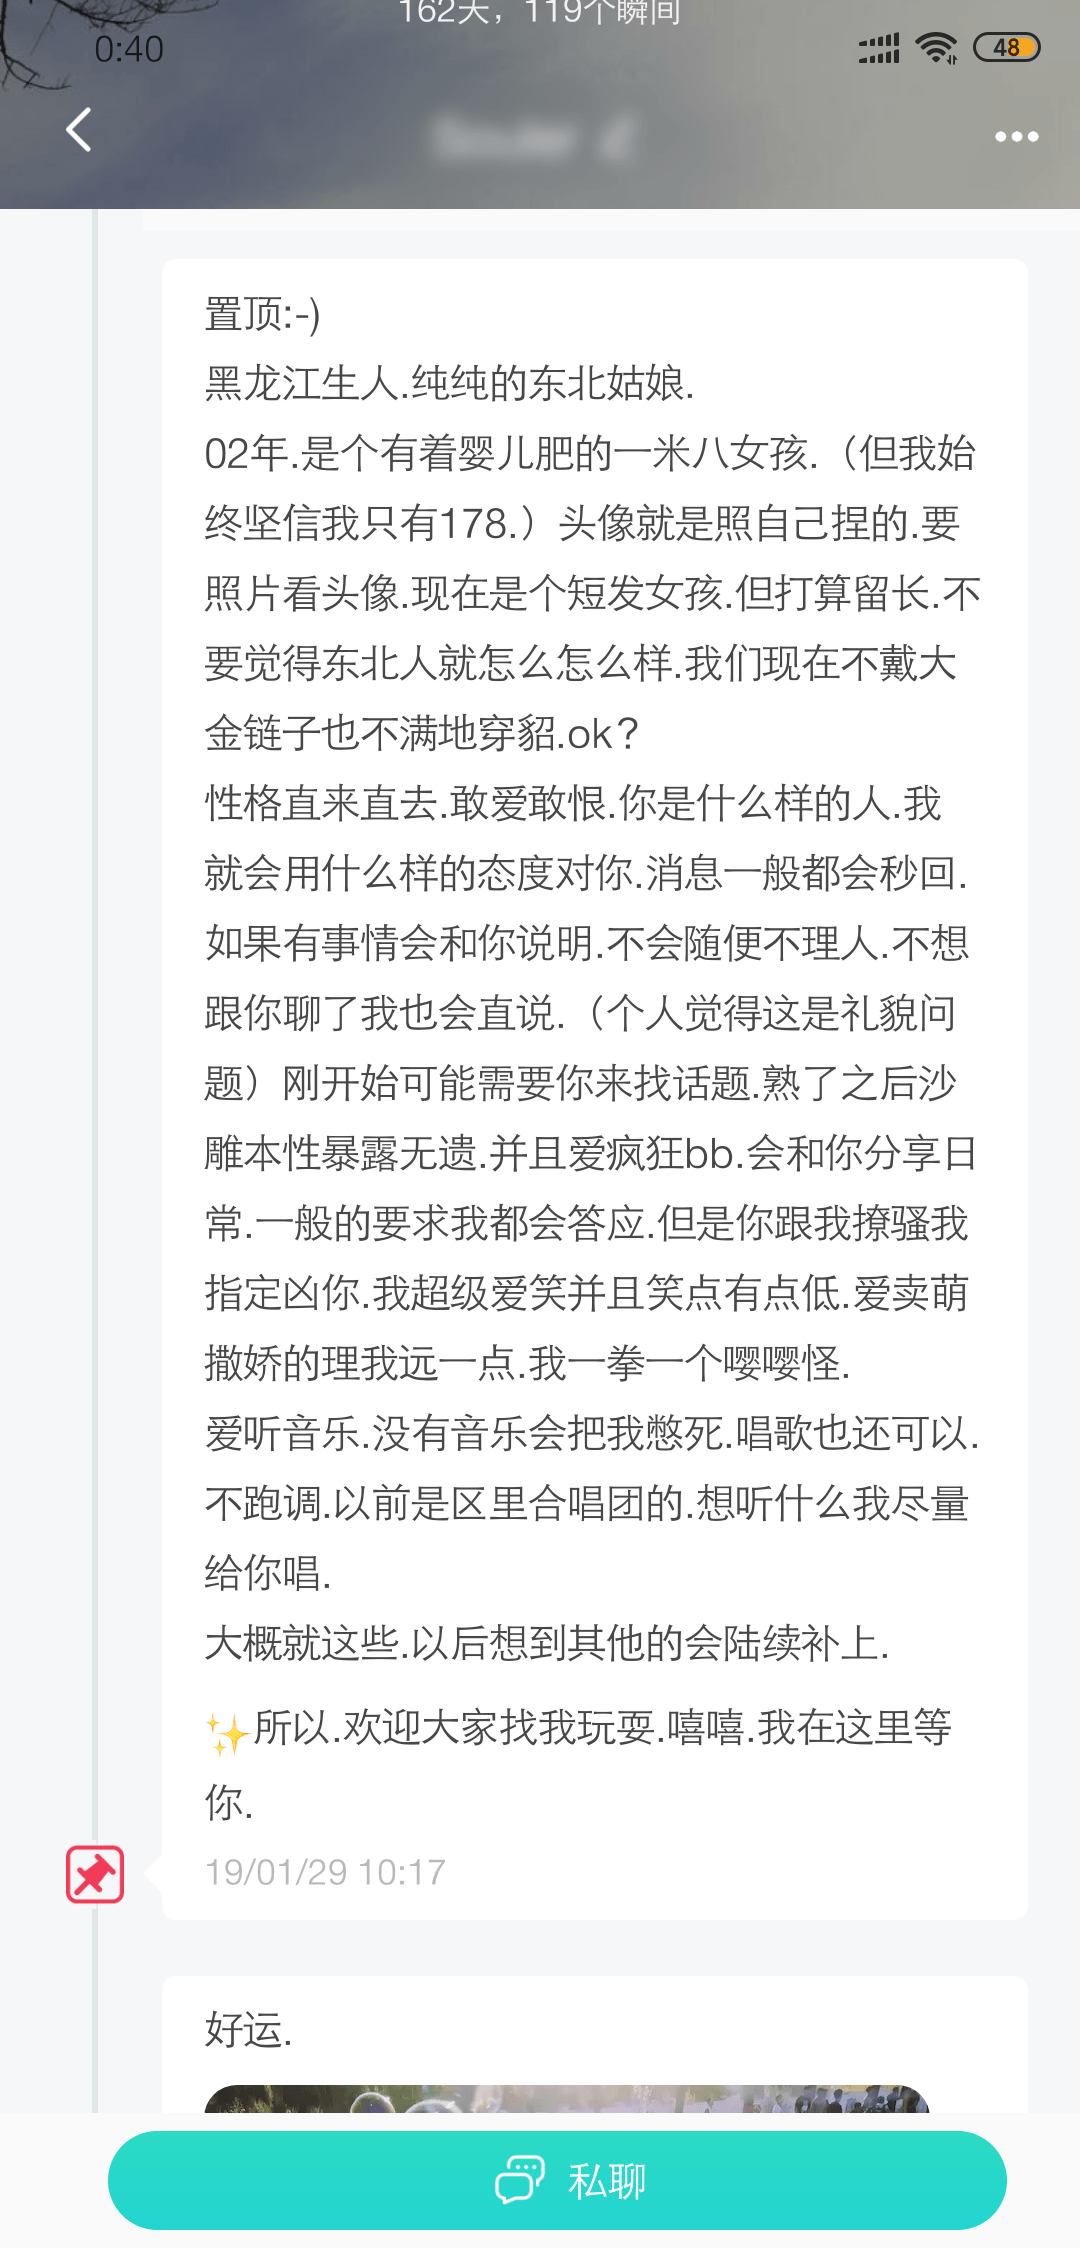 162天，119个瞬间
0:40
48
置顶:-)
黑龙江生人.纯纯的东北姑娘.
02年.是个有着婴儿肥的一米八女孩.（但我始
终坚信我只有178.）头像就是照自己捏的.要
照片看头像.现在是个短发女孩.但打算留长.不
要觉得东北人就怎么怎么样.我们现在不戴大
金链子也不满地穿貂.ok？
性格直来直去.敢爱敢恨.你是什么样的人.我
就会用什么样的态度对你.消息一般都会秒回.
如果有事情会和你说明.不会随便不理人.不想
跟你聊了我也会直说.（个人觉得这是礼貌问
题）刚开始可能需要你来找话题.熟了之后沙
雕本性暴露无遗.并且爱疯狂bb.会和你分享日
常.一般的要求我都会答应.但是你跟我撩骚我
指定凶你.我超级爱笑并且笑点有点低.爱卖萌
撒娇的理我远一点.我一拳一个嘤嘤怪.
爱听音乐.没有音乐会把我憋死.唱歌也还可以.
不跑调.以前是区里合唱团的.想听什么我尽量
给你唱.
大概就这些.以后想到其他的会陆续补上.
✨所以.欢迎大家找我玩耍.嘻嘻.我在这里等
你.
19/01/29 10:17
好运.
私聊